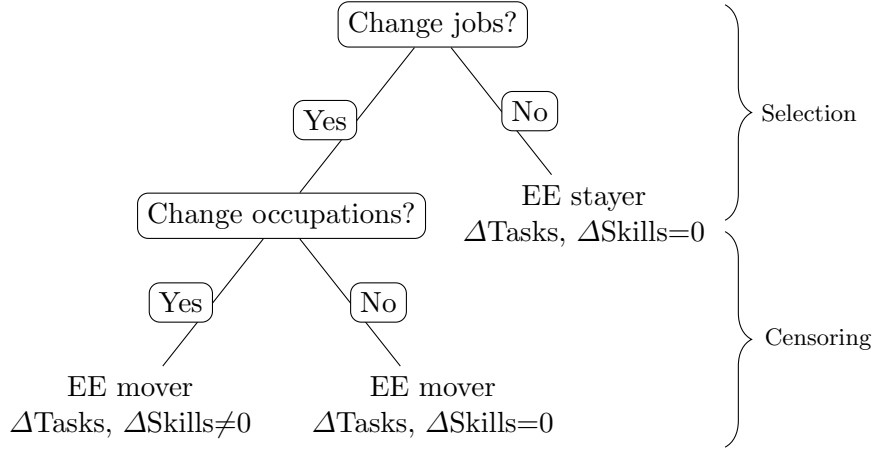 Change jobs?
Yes
No
Selection
EE stayer
ΔTasks, ΔSkills=0
Change occupations?
Yes
No
Censoring
EE mover
ΔTasks, ΔSkills≠0
EE mover
ΔTasks, ΔSkills=0